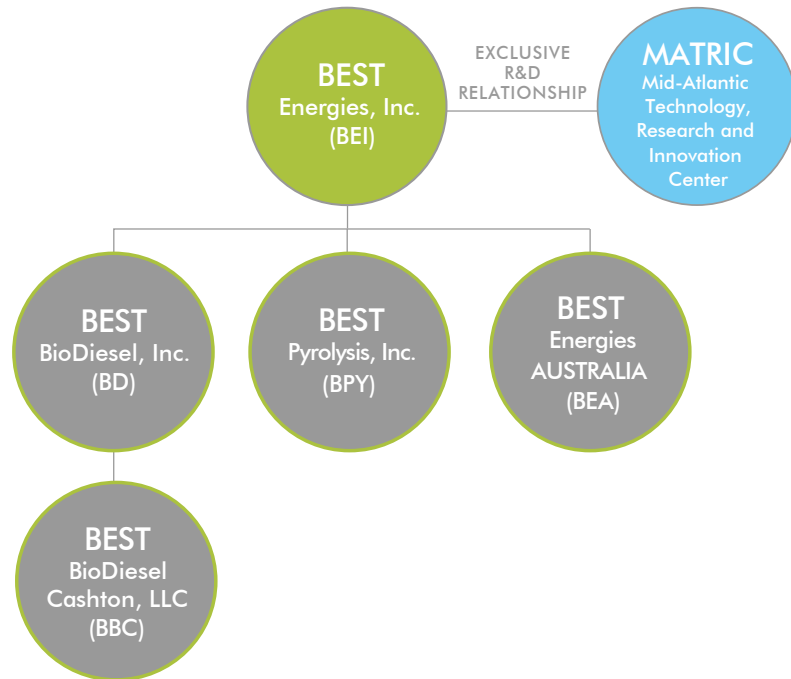 BEST
Energies, Inc.
(BEI)
EXCLUSIVE
R&D
RELATIONSHIP
MATRIC
Mid-Atlantic
Technology,
Research and
Innovation
Center
BEST
BioDiesel, Inc.
(BD)
BEST
Pyrolysis, Inc.
(BPY)
BEST
Energies
AUSTRALIA
(BEA)
BEST
BioDiesel
Cashton, LLC
(BBC)